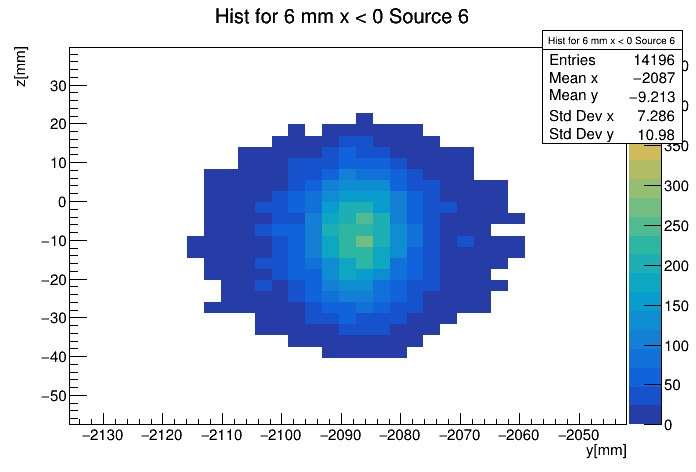 Hist for 6 mm x < 0 Source 6
Hist for 6 mm x < 0 Source 6
Entries 14196
Mean x −2087
Mean y −9.213
Std Dev x 7.286
Std Dev y 10.98
z[mm]
30
20
10
0
−10
−20
−30
−40
−50
350
300
250
200
150
100
50
0
−2130 −2120 −2110 −2100 −2090 −2080 −2070 −2060 −2050
y[mm]